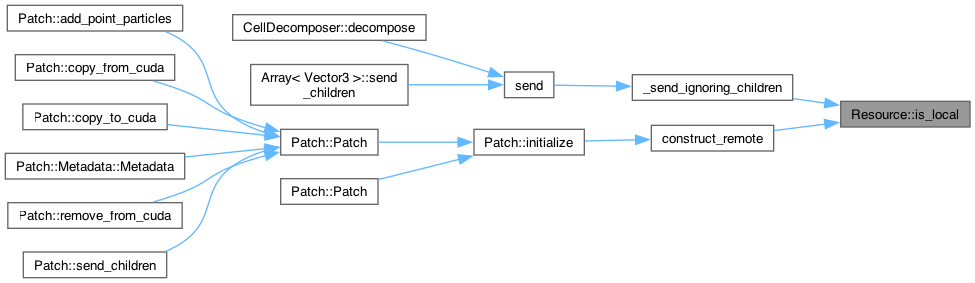 Patch::add_point_particles
Patch::copy_from_cuda
Patch::copy_to_cuda
Patch::Metadata::Metadata
Patch::remove_from_cuda
Patch::send_children
CellDecomposer::decompose
Array< Vector3 >::send
_children
Patch::Patch
Patch::Patch
send
Patch::initialize
_send_ignoring_children
construct_remote
Resource::is_local